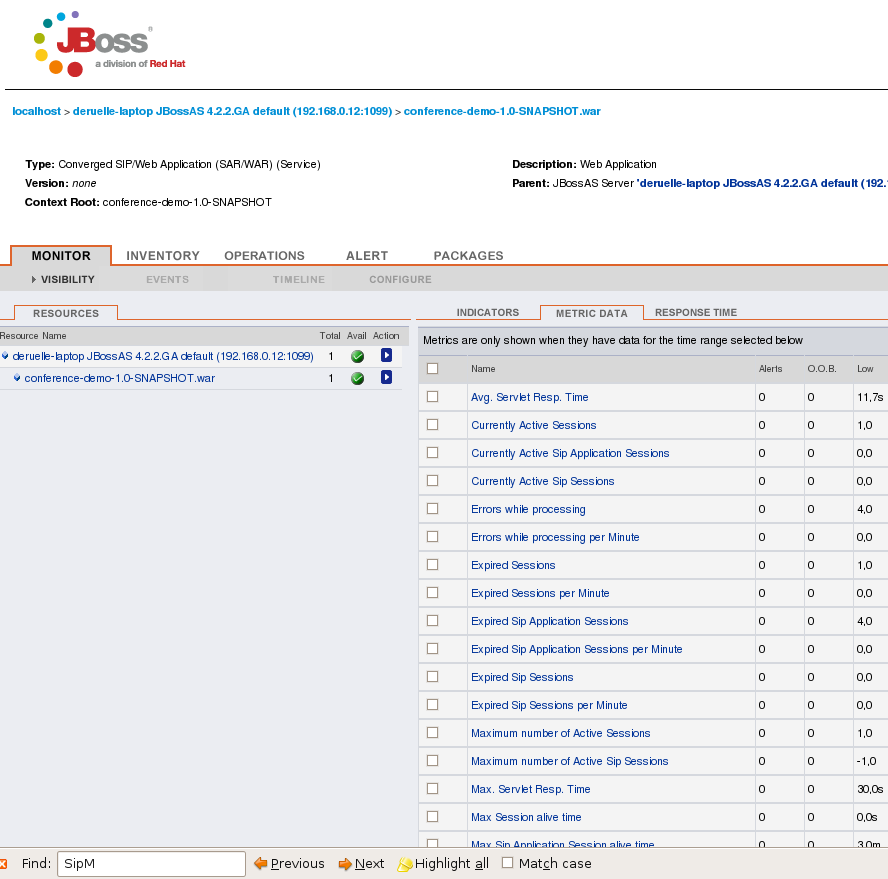 JBoss®
a division of Red Hat
localhost > deruelle-laptop JBossAS 4.2.2.GA default (192.168.0.12:1099) > conference-demo-1.0-SNAPSHOT.war
Type: Converged SIP/Web Application (SAR/WAR) (Service)
Description: Web Application
Version: none
Parent: JBossAS Server 'deruelle-laptop JBossAS 4.2.2.GA default (192.1
Context Root: conference-demo-1.0-SNAPSHOT
MONITOR INVENTORY OPERATIONS ALERT PACKAGES
VISIBILITY EVENTS TIMELINE CONFIGURE
RESOURCES
Resource Name Total Avail Action
deruelle-laptop JBossAS 4.2.2.GA default (192.168.0.12:1099) 1
conference-demo-1.0-SNAPSHOT.war 1
INDICATORS METRIC DATA RESPONSE TIME
Metrics are only shown when they have data for the time range selected below
Name Alerts O.O.B. Low
Avg. Servlet Resp. Time 0 0 11,7s
Currently Active Sessions 0 0 1,0
Currently Active Sip Application Sessions 0 0 0,0
Currently Active Sip Sessions 0 0 0,0
Errors while processing 0 0 4,0
Errors while processing per Minute 0 0 0,0
Expired Sessions 0 0 1,0
Expired Sessions per Minute 0 0 0,0
Expired Sip Application Sessions 0 0 4,0
Expired Sip Application Sessions per Minute 0 0 0,0
Expired Sip Sessions 0 0 0,0
Expired Sip Sessions per Minute 0 0 0,0
Maximum number of Active Sessions 0 0 1,0
Maximum number of Active Sip Sessions 0 0 -1,0
Max. Servlet Resp. Time 0 0 30,0s
Max Session alive time 0 0 0,0s
Max Sip Application Session alive time 0 0 3,0m
Find: SipM Previous Next Highlight all Match case